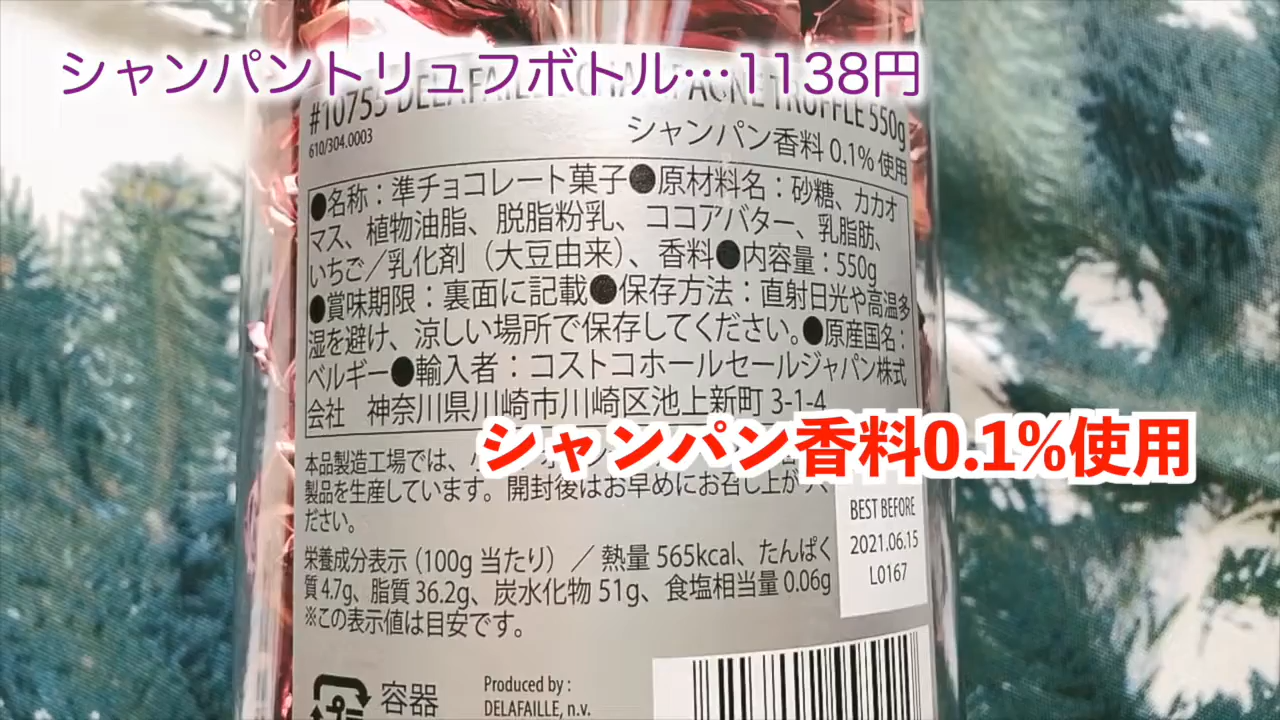 シャンパントリュフボトル…1138円
#10753 DELAFAILLE CHAMPAGNE TRUFFLE 550g
610/304.0003
シャンパン香料 0.1% 使用
●名称：準チョコレート菓子●原材料名：砂糖、カカオ
マス、植物油脂、脱脂粉乳、ココアバター、乳脂肪、
いちご／乳化剤（大豆由来）、香料●内容量：550g
●賞味期限：裏面に記載●保存方法：直射日光や高温多
湿を避け、涼しい場所で保存してください。●原産国名：
ベルギー●輸入者：コストコホールセールジャパン株式
会社　神奈川県川崎市川崎区池上新町 3-1-4
シャンパン香料0.1%使用
本品製造工場では、
製品を生産しています。開封後はお早めにお召し上がり
ださい。
BEST BEFORE
2021.06.15
L0167
栄養成分表示（100g 当たり）／ 熱量 565kcal、たんぱく
質 4.7g、脂質 36.2g、炭水化物 51g、食塩相当量 0.06g
※この表示値は目安です。
容器
Produced by :
DELAFAILLE, n.v.